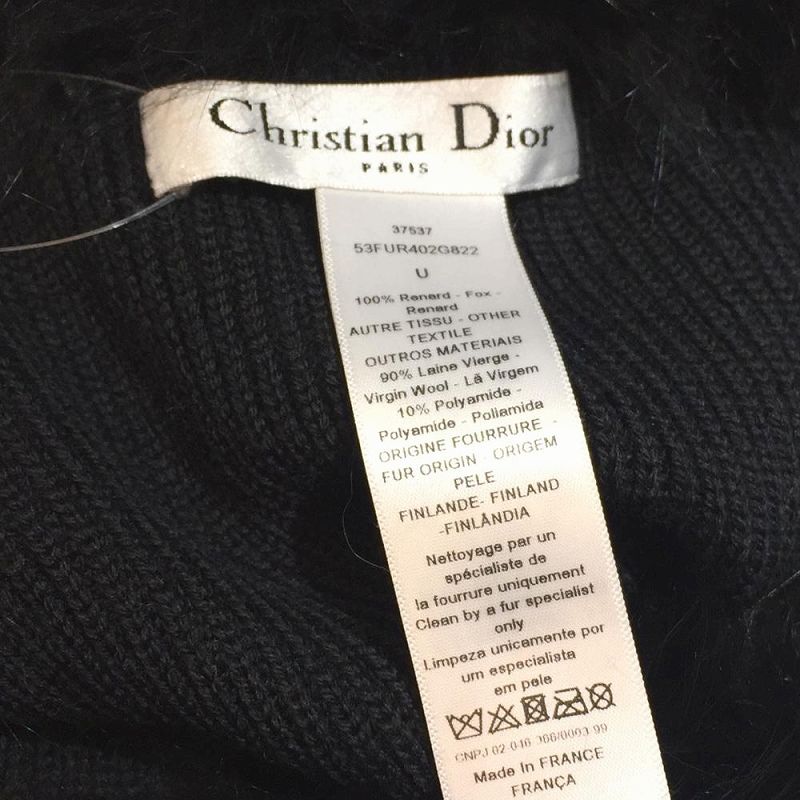 Christian Dior
PARIS
37537
53FUR402G822
U
100% Renard - Fox -
Renard
AUTRE TISSU - OTHER
TEXTILE
OUTROS MATERIAIS
90% Laine Vierge -
Virgin Wool - Lã Virgem
10% Polyamide -
Polyamide - Poliamida
ORIGINE FOURRURE -
FUR ORIGIN ORIGEM
PELE
FINLANDE- FINLAND
-FINLÂNDIA
Nettoyage par un
spécialiste de
la fourrure uniquement
Clean by a fur specialist
only
Limpeza unicamente por
um especialista
em pele
CNPJ 02
Made In FRANCE
FRANÇA